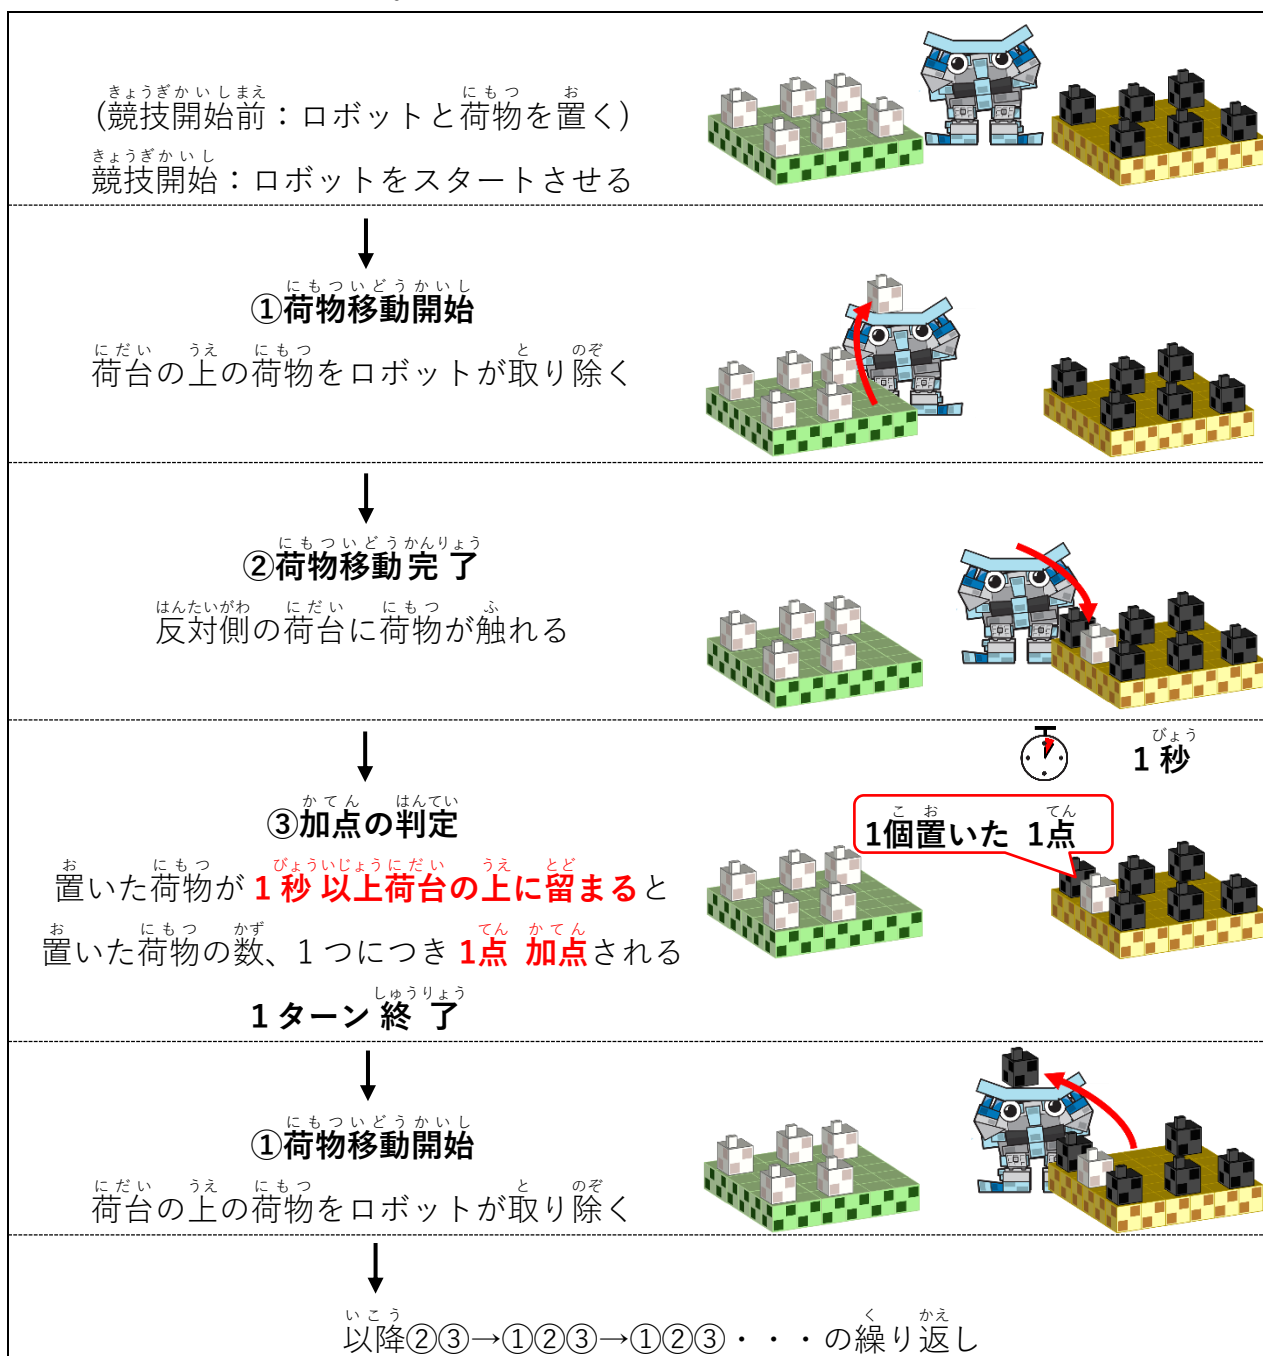 (競技開始前：ロボットと荷物を置く)
競技開始：ロボットをスタートさせる
①荷物移動開始
荷台の上の荷物をロボットが取り除く
②荷物移動完了
反対側の荷台に荷物が触れる
1秒
③加点の判定
1個置いた 1点
置いた荷物が1秒以上荷台の上に留まると
置いた荷物の数、1つにつき1点 加点される
1ターン終了
①荷物移動開始
荷台の上の荷物をロボットが取り除く
以降②③→①②③→①②③・・・の繰り返し